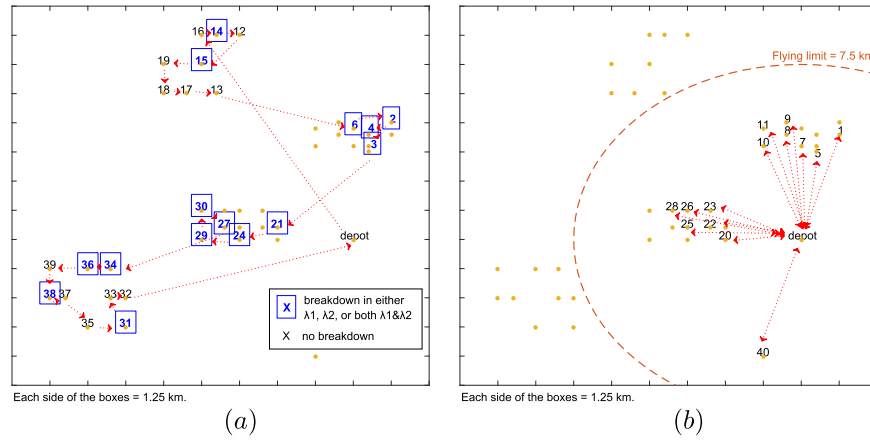 16 14 12
19 15
18 17 13
6 2
4
3
30
27 21
29 24
depot
39 36 34
38 37 33 32
35 31
X breakdown in either
λ1, λ2, or both λ1&λ2
X no breakdown
Each side of the boxes = 1.25 km.
(a)
Flying limit = 7.5 km
11 9 8 1
10 7
5
28 26 23
25 22
20 depot
40
Each side of the boxes = 1.25 km.
(b)